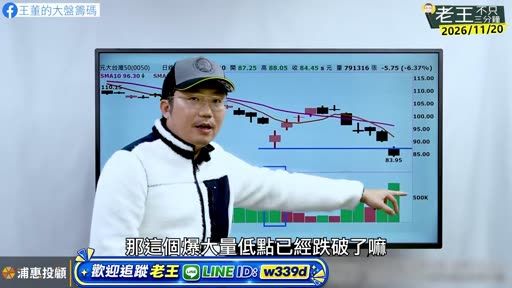 王董的大盤籌碼
老王不只三分鐘
2026/11/20
元大台灣50(0050)
開 87.25 高 88.05 收 84.45 s 元 量 791316 張 -5.75 (-6.37%)
SMA10 96.30
110.15
115.00
110.00
105.00
100.00
95.00
90.00
85.00
83.95
500K
那這個爆大量低點已經跌破了嘛
浦惠投顧
歡迎追蹤 老王 LINE ID: w339d